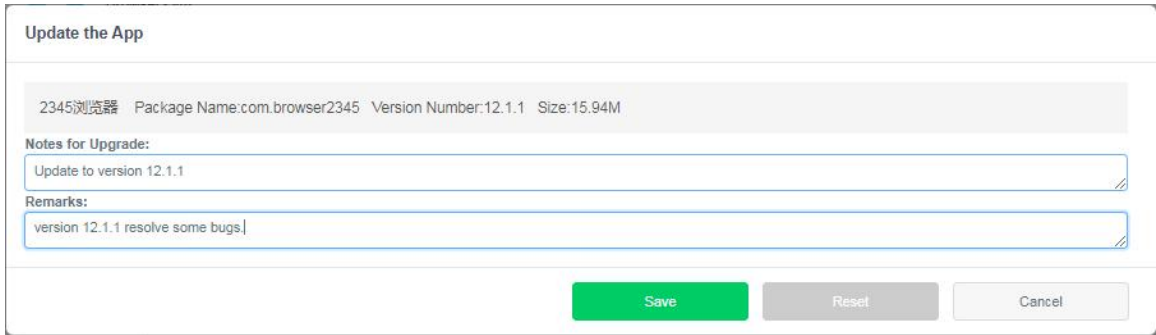 Update the App
2345浏览器 Package Name:com.browser2345 Version Number:12.1.1 Size:15.94M
Notes for Upgrade:
Update to version 12.1.1
Remarks:
version 12.1.1 resolve some bugs.
Save Reset Cancel